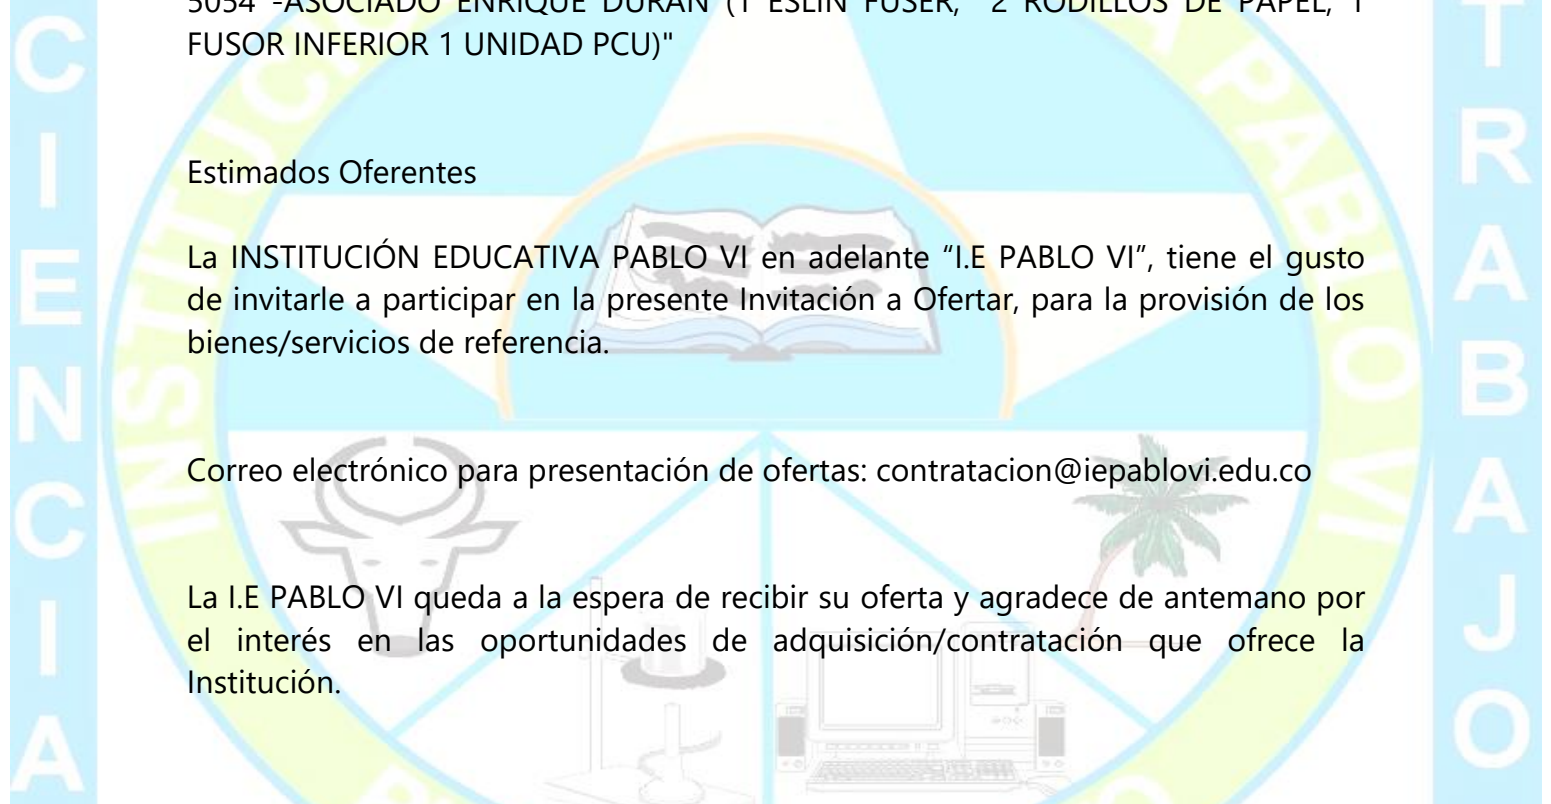 5054 -ASOCIADO ENRIQUE DURAN (1 ESLIN FUSER, 2 RODILLOS DE PAPEL, 1
FUSOR INFERIOR 1 UNIDAD PCU)"
Estimados Oferentes
La INSTITUCIÓN EDUCATIVA PABLO VI en adelante “I.E PABLO VI”, tiene el gusto
de invitarle a participar en la presente Invitación a Ofertar, para la provisión de los
bienes/servicios de referencia.
Correo electrónico para presentación de ofertas: contratacion@iepablovi.edu.co
La I.E PABLO VI queda a la espera de recibir su oferta y agradece de antemano por
el interés en las oportunidades de adquisición/contratación que ofrece la
Institución.
CIENCIA
TRABAJO
PABLO VI